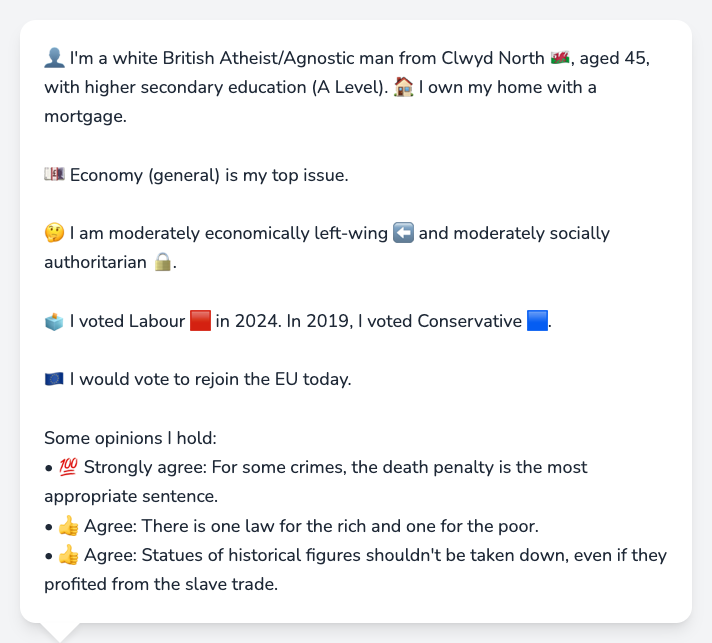 👤 I'm a white British Atheist/Agnostic man from Clwyd North 🏴󠁧󠁢󠁷󠁬󠁳󠁿, aged 45,
with higher secondary education (A Level). 🏠 I own my home with a
mortgage.
💷 Economy (general) is my top issue.
🤔 I am moderately economically left-wing ⬅️ and moderately socially
authoritarian 🔒.
🗳️ I voted Labour 🟥 in 2024. In 2019, I voted Conservative 🟦.
🇪🇺 I would vote to rejoin the EU today.
Some opinions I hold:
• 💯 Strongly agree: For some crimes, the death penalty is the most
appropriate sentence.
• 👍 Agree: There is one law for the rich and one for the poor.
• 👍 Agree: Statues of historical figures shouldn't be taken down, even if they
profited from the slave trade.